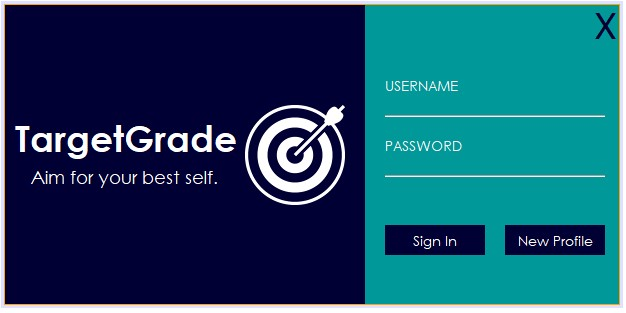 X
TargetGrade
Aim for your best self.
USERNAME
PASSWORD
Sign In
New Profile